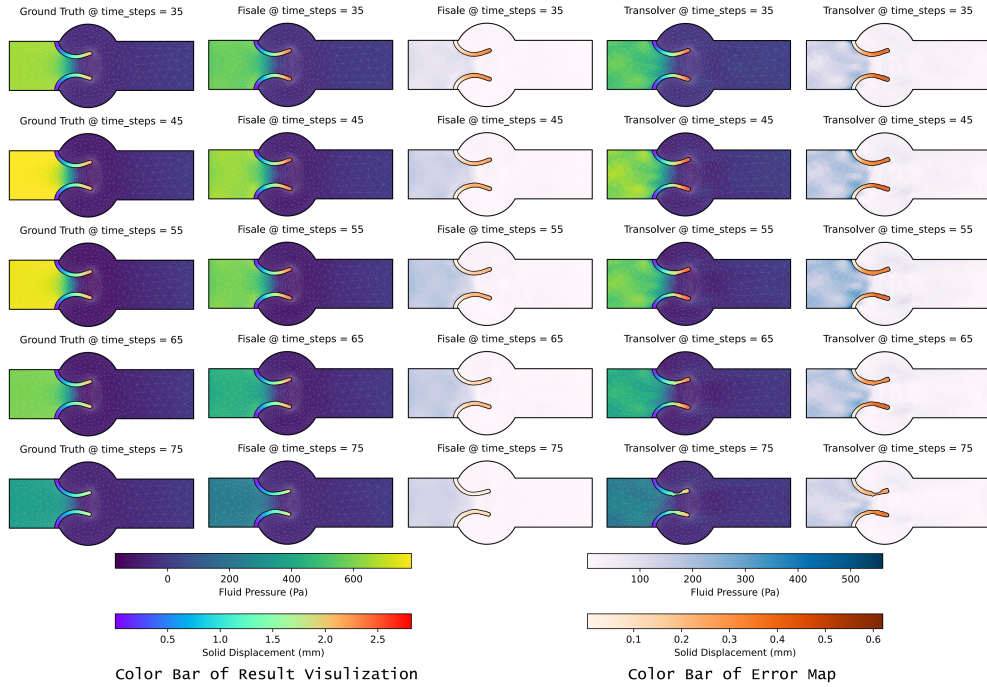 Ground Truth @ time_steps = 35 Fisale @ time_steps = 35 Fisale @ time_steps = 35 Transolver @ time_steps = 35 Transolver @ time_steps = 35
Ground Truth @ time_steps = 45 Fisale @ time_steps = 45 Fisale @ time_steps = 45 Transolver @ time_steps = 45 Transolver @ time_steps = 45
Ground Truth @ time_steps = 55 Fisale @ time_steps = 55 Fisale @ time_steps = 55 Transolver @ time_steps = 55 Transolver @ time_steps = 55
Ground Truth @ time_steps = 65 Fisale @ time_steps = 65 Fisale @ time_steps = 65 Transolver @ time_steps = 65 Transolver @ time_steps = 65
Ground Truth @ time_steps = 75 Fisale @ time_steps = 75 Fisale @ time_steps = 75 Transolver @ time_steps = 75 Transolver @ time_steps = 75
0 200 400 600 100 200 300 400 500
Fluid Pressure (Pa) Fluid Pressure (Pa)
0.5 1.0 1.5 2.0 2.5 0.1 0.2 0.3 0.4 0.5 0.6
Solid Displacement (mm) Solid Displacement (mm)
Color Bar of Result Visulization Color Bar of Error Map